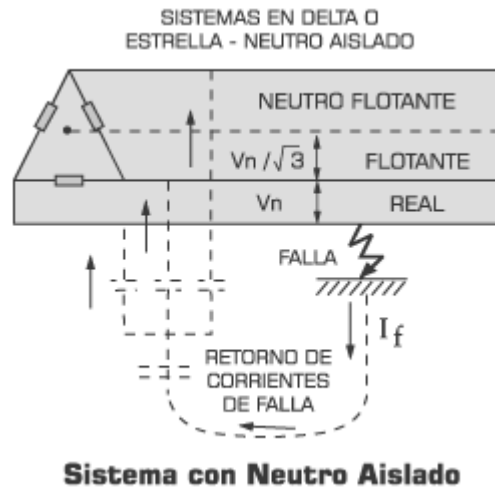 SISTEMAS EN DELTA O
ESTRELLA - NEUTRO AISLADO
NEUTRO FLOTANTE
Vn/√3 FLOTANTE
Vn REAL
FALLA
If
RETORNO DE
CORRIENTES
DE FALLA
Sistema con Neutro Aislado